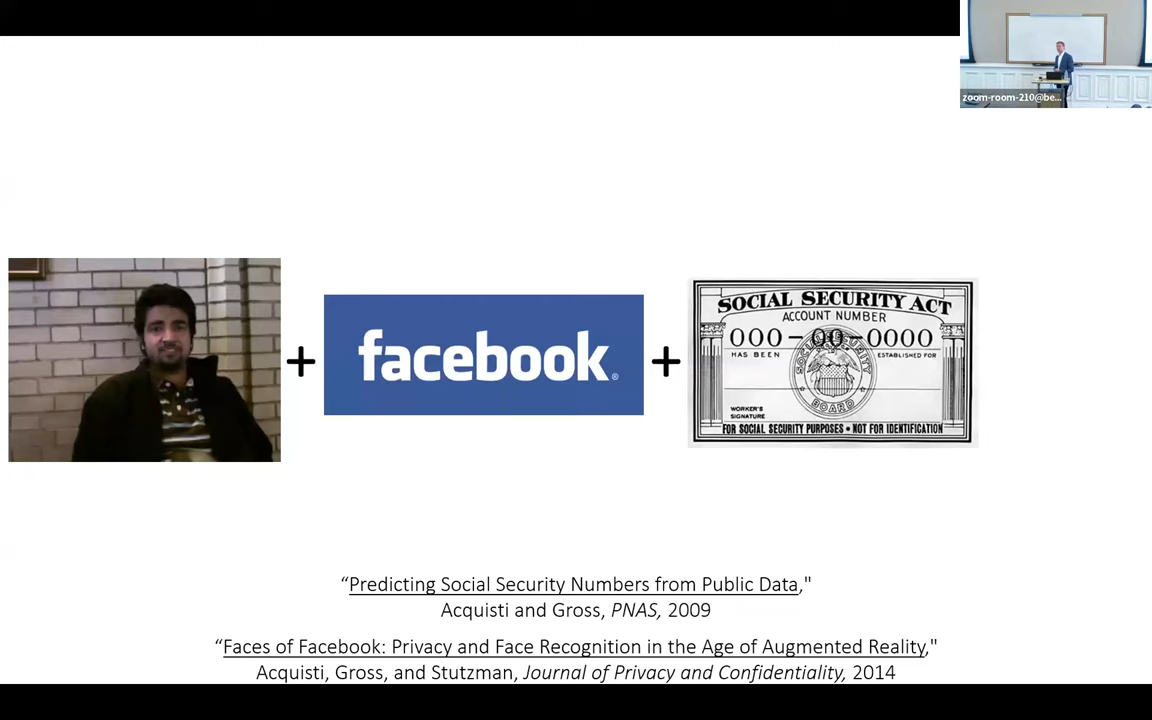 zoom-room-210@be...
facebook®
SOCIAL SECURITY ACT
ACCOUNT NUMBER
000-00-0000
HAS BEEN ESTABLISHED FOR
SOCIAL SECURITY
BOARD
WORKER'S
SIGNATURE
FOR SOCIAL SECURITY PURPOSES • NOT FOR IDENTIFICATION
+ +
“Predicting Social Security Numbers from Public Data,"
Acquisti and Gross, PNAS, 2009
“Faces of Facebook: Privacy and Face Recognition in the Age of Augmented Reality,"
Acquisti, Gross, and Stutzman, Journal of Privacy and Confidentiality, 2014